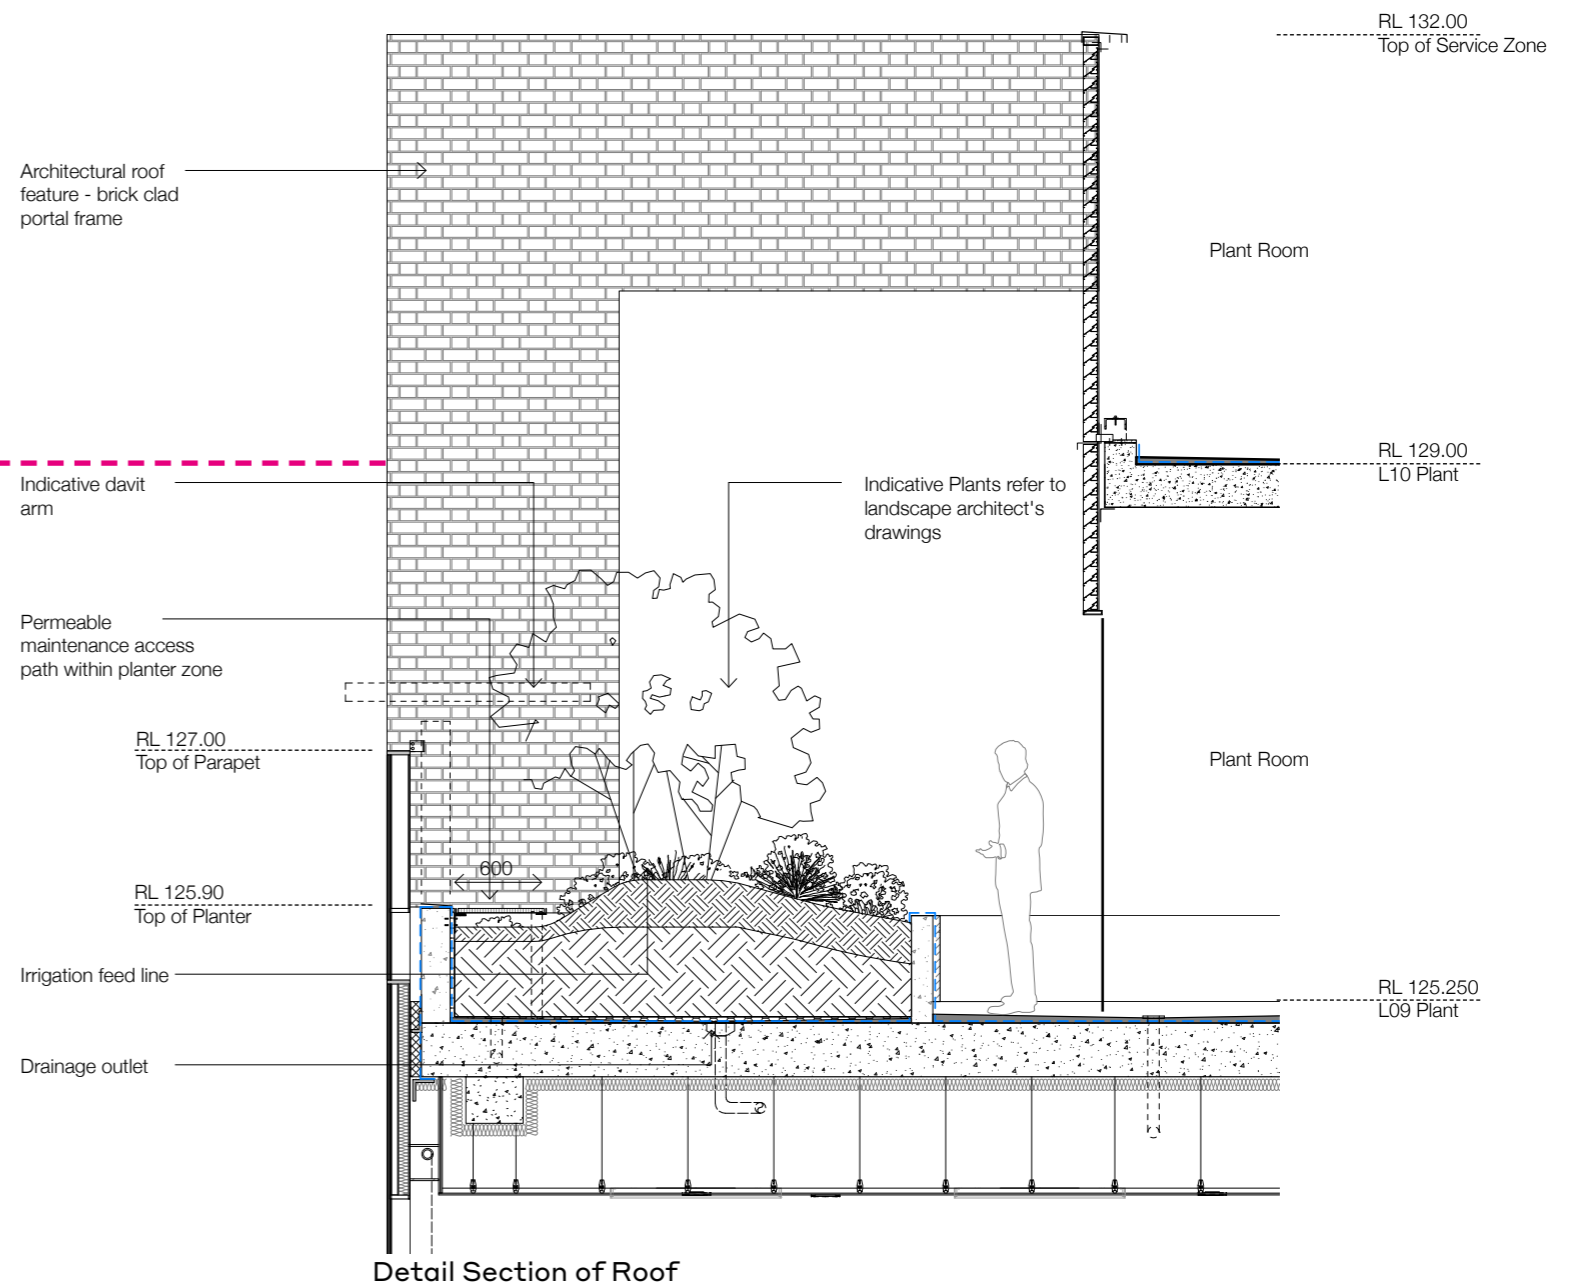 RL 132.00
Top of Service Zone
Architectural roof
feature - brick clad
portal frame
Plant Room
RL 129.00
L10 Plant
Indicative davit
arm
Indicative Plants refer to
landscape architect's
drawings
Permeable
maintenance access
path within planter zone
RL 127.00
Top of Parapet
Plant Room
600
RL 125.90
Top of Planter
Irrigation feed line
RL 125.250
L09 Plant
Drainage outlet
Detail Section of Roof